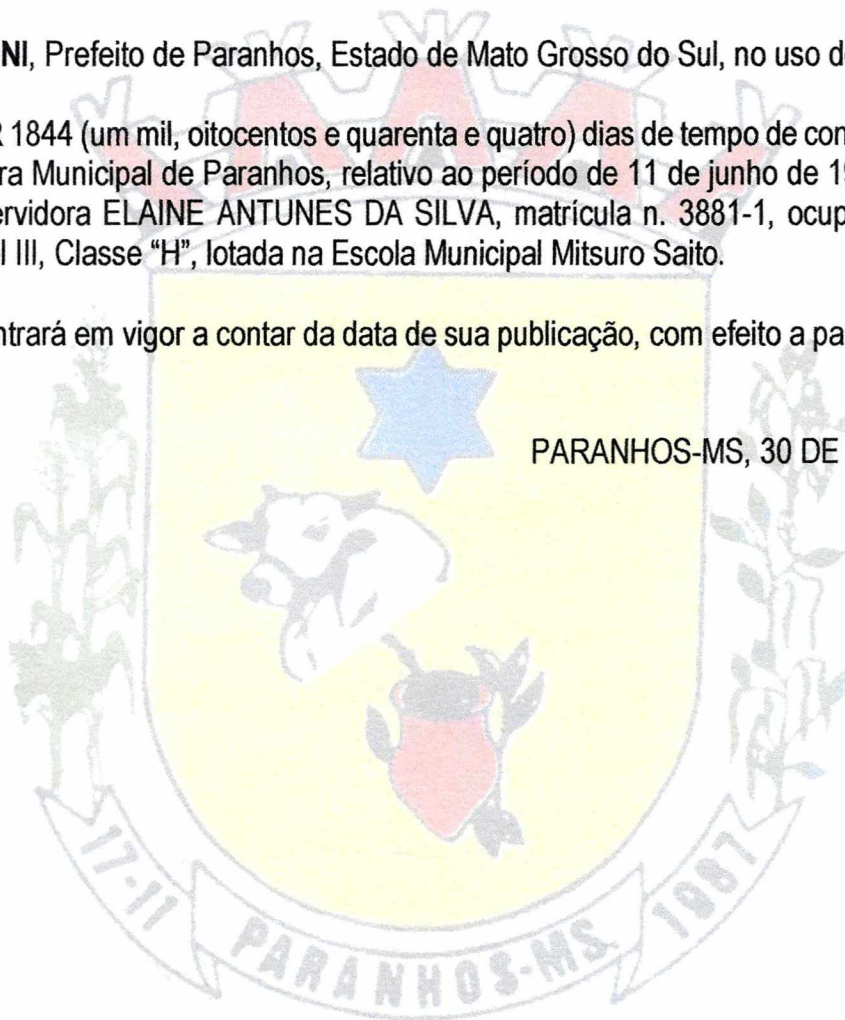 NI, Prefeito de Paranhos, Estado de Mato Grosso do Sul, no uso d
R 1844 (um mil, oitocentos e quarenta e quatro) dias de tempo de con
ra Municipal de Paranhos, relativo ao período de 11 de junho de 19
ervidora ELAINE ANTUNES DA SILVA, matrícula n. 3881-1, ocup
l III, Classe “H”, lotada na Escola Municipal Mitsuro Saito.
ntrará em vigor a contar da data de sua publicação, com efeito a pa
PARANHOS-MS, 30 DE
17-11 PARANHOS-MS. 1987